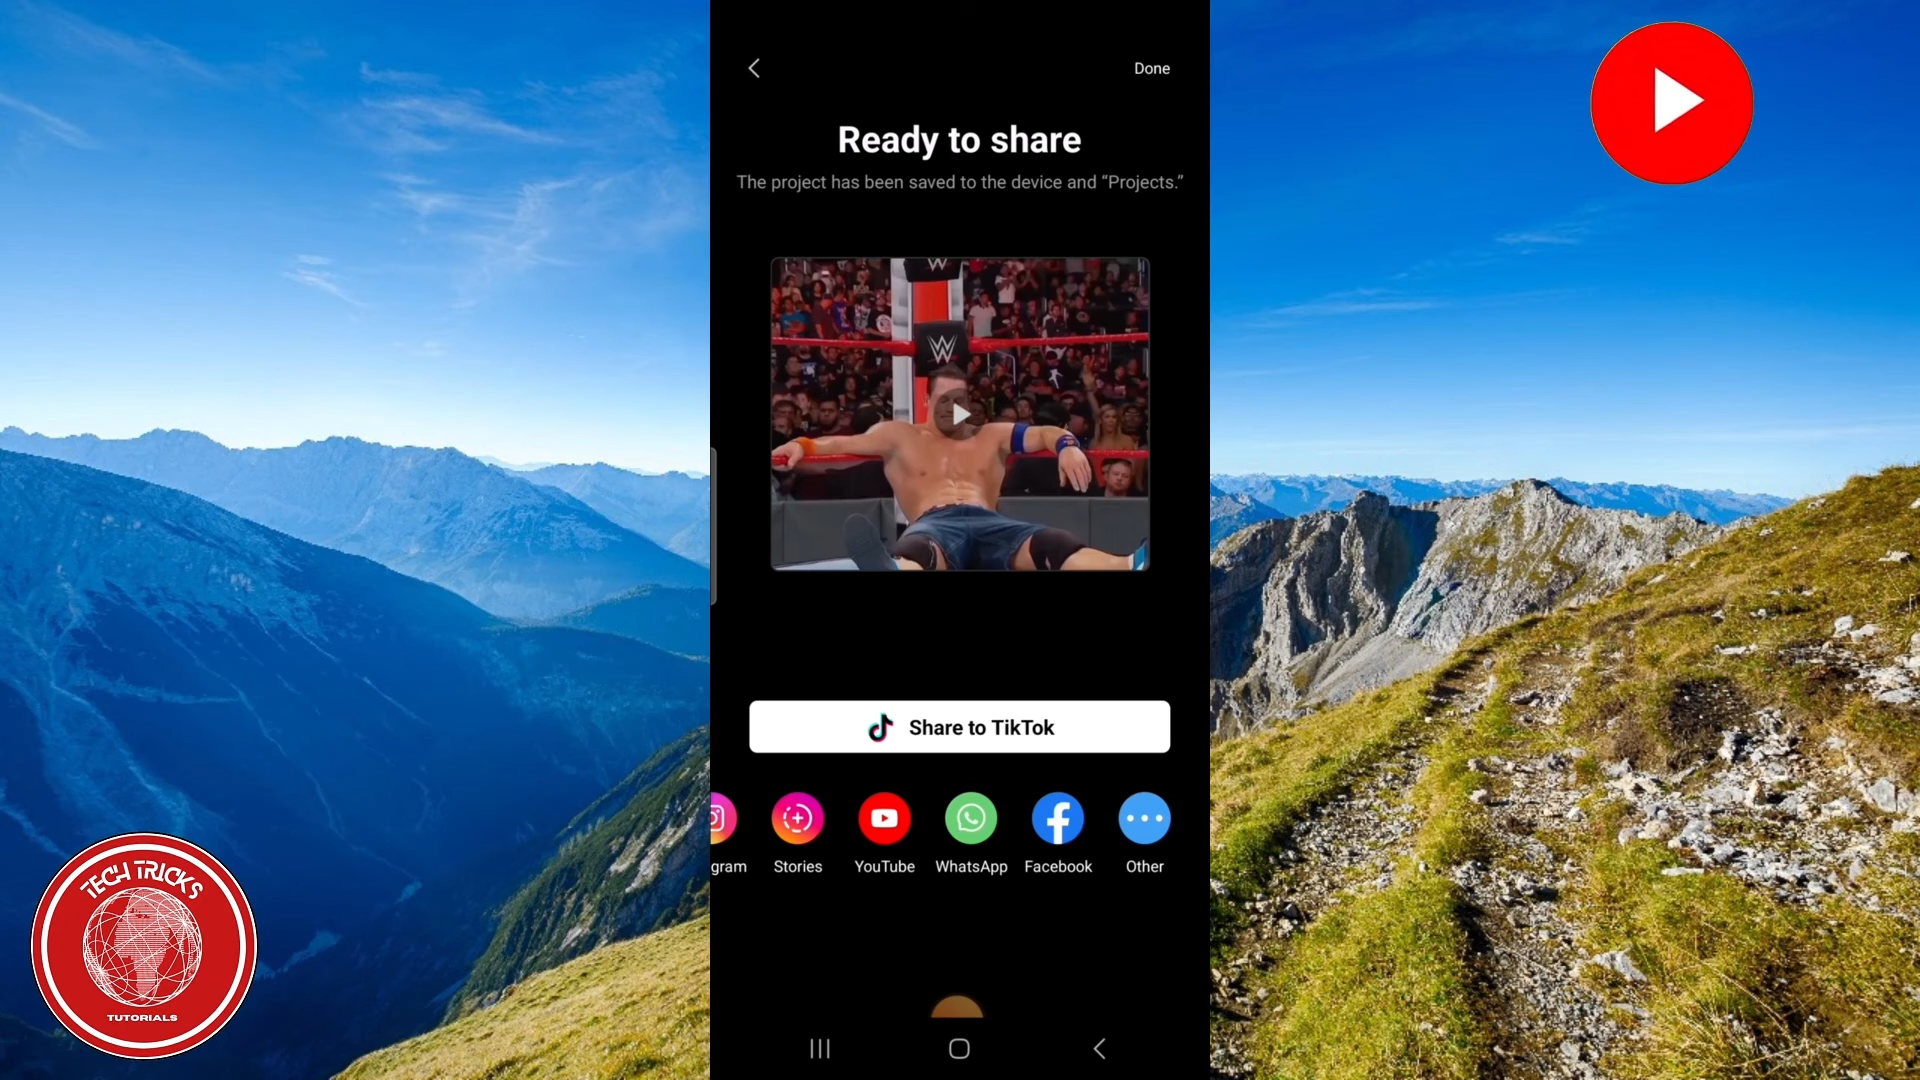 Done
Ready to share
The project has been saved to the device and “Projects.”
W
W
Share to TikTok
gram
Stories
YouTube
WhatsApp
Facebook
Other
TECH TRICKS
TUTORIALS